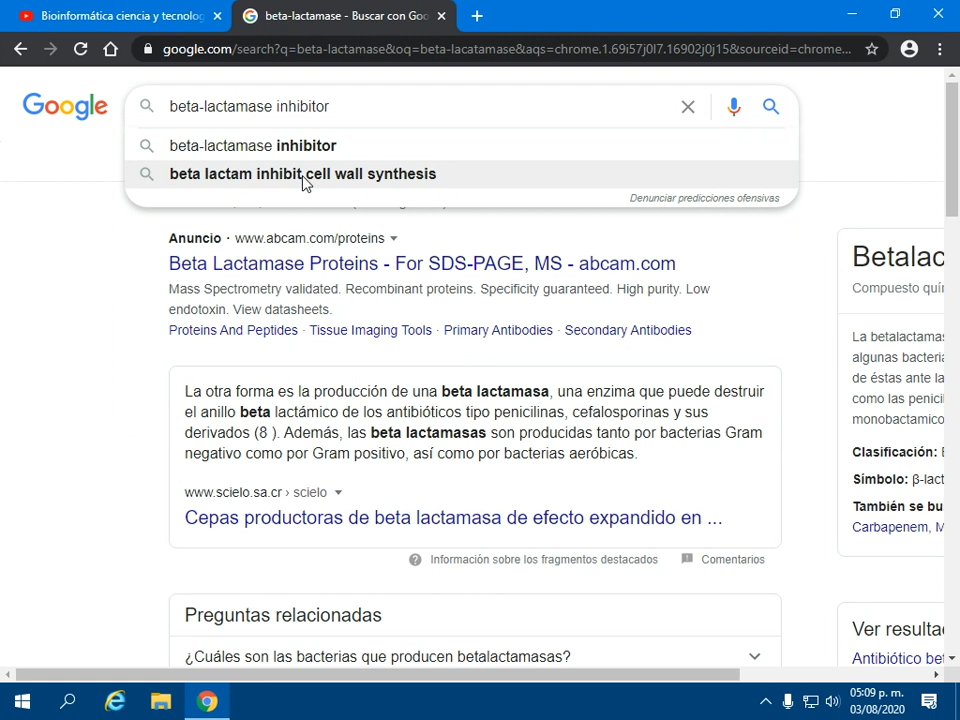 Bioinformática ciencia y tecnolog
beta-lactamase - Buscar con Goo
google.com/search?q=beta-lactamase&oq=beta-lacatamase&aqs=chrome.1.69i57j0l7.16902j0j15&sourceid=chrome...
Google
beta-lactamase inhibitor
beta-lactamase inhibitor
beta lactam inhibit cell wall synthesis
Denunciar predicciones ofensivas
Anuncio · www.abcam.com/proteins
Beta Lactamase Proteins - For SDS-PAGE, MS - abcam.com
Mass Spectrometry validated. Recombinant proteins. Specificity guaranteed. High purity. Low
endotoxin. View datasheets.
Proteins And Peptides · Tissue Imaging Tools · Primary Antibodies · Secondary Antibodies
La otra forma es la producción de una beta lactamasa, una enzima que puede destruir
el anillo beta lactámico de los antibióticos tipo penicilinas, cefalosporinas y sus
derivados (8 ). Además, las beta lactamasas son producidas tanto por bacterias Gram
negativo como por Gram positivo, así como por bacterias aeróbicas.
www.scielo.sa.cr › scielo
Cepas productoras de beta lactamasa de efecto expandido en ...
Información sobre los fragmentos destacados
Comentarios
Preguntas relacionadas
¿Cuáles son las bacterias que producen betalactamasas?
Betalac
Compuesto quí
La betalactama
algunas bacteri
de éstas ante la
como las penici
monobactamico
Clasificación: E
Símbolo: β-lact
También se bu
Carbapenem, M
Ver resulta
Antibiótico bet
05:09 p. m.
03/08/2020